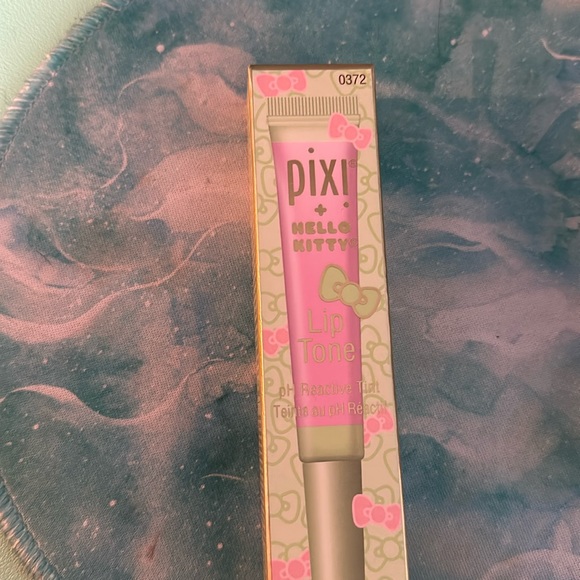 0372
pixi
+
HELLO
KITTY
Lip
Tone
pH Reactive Tint
Teinte au pH Réactif